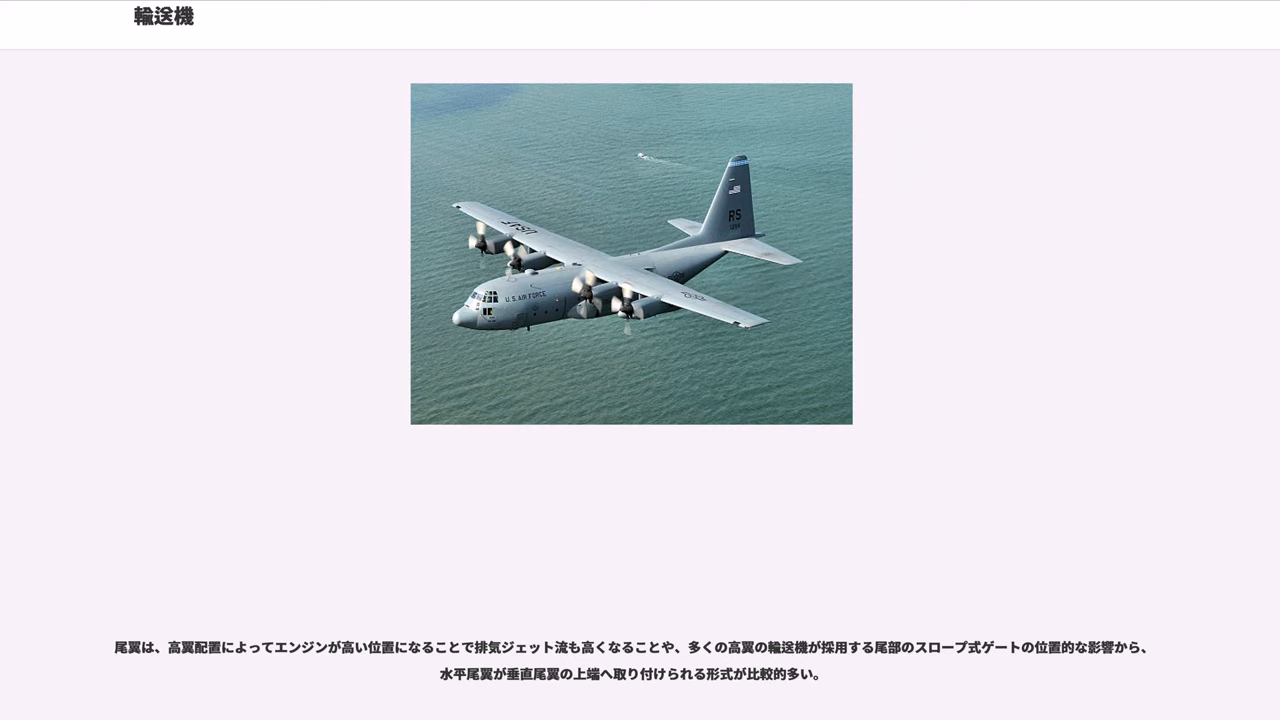 輸送機
RS
USAF
U.S. AIR FORCE
尾翼は、高翼配置によってエンジンが高い位置になることで排気ジェット流も高くなることや、多くの高翼の輸送機が採用する尾部のスロープ式ゲートの位置的な影響から、
水平尾翼が垂直尾翼の上端へ取り付けられる形式が比較的多い。